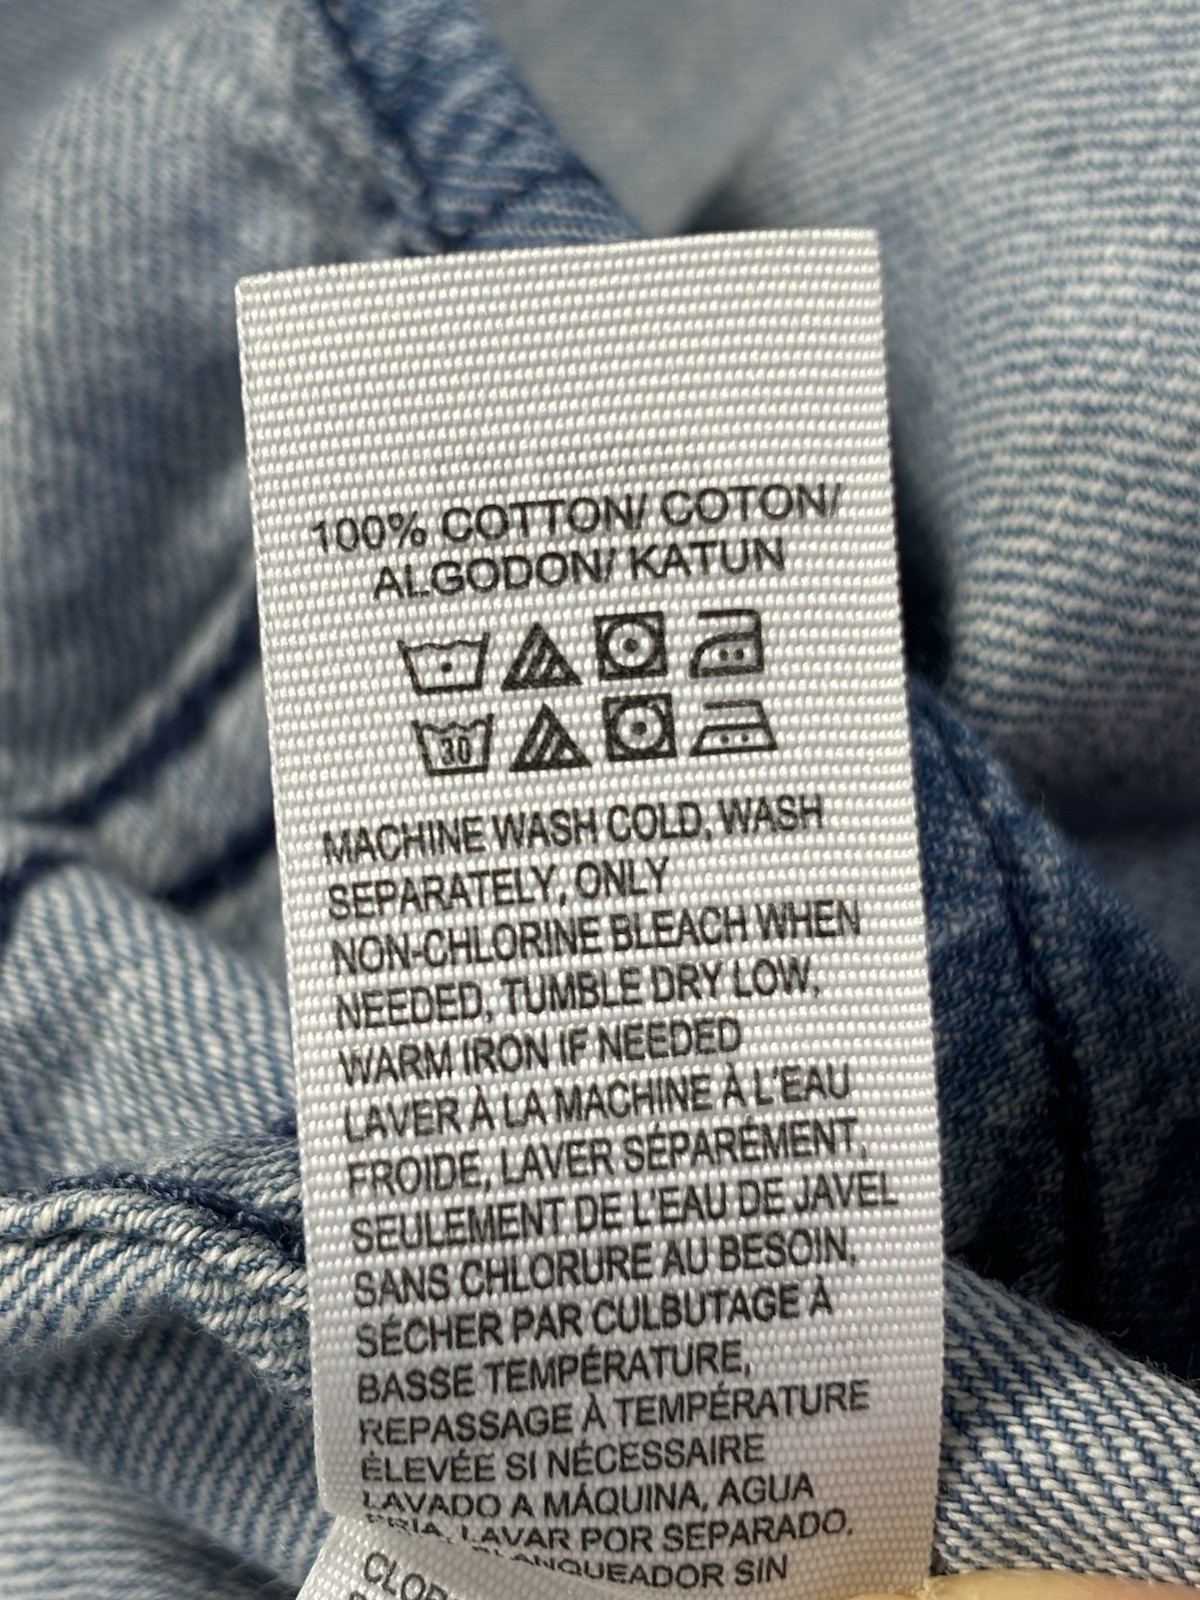 100% COTTON/ COTON/
ALGODON/ KATUN
30
MACHINE WASH COLD, WASH
SEPARATELY, ONLY
NON-CHLORINE BLEACH WHEN
NEEDED, TUMBLE DRY LOW,
WARM IRON IF NEEDED
LAVER À LA MACHINE À L'EAU
FROIDE, LAVER SÉPARÉMENT,
SEULEMENT DE L'EAU DE JAVEL
SANS CHLORURE AU BESOIN,
SÉCHER PAR CULBUTAGE À
BASSE TEMPÉRATURE,
REPASSAGE À TEMPÉRATURE
ÉLEVÉE SI NÉCESSAIRE
LAVADO A MÁQUINA, AGUA
FRIA, LAVAR POR SEPARADO,
BLANQUEADOR SIN